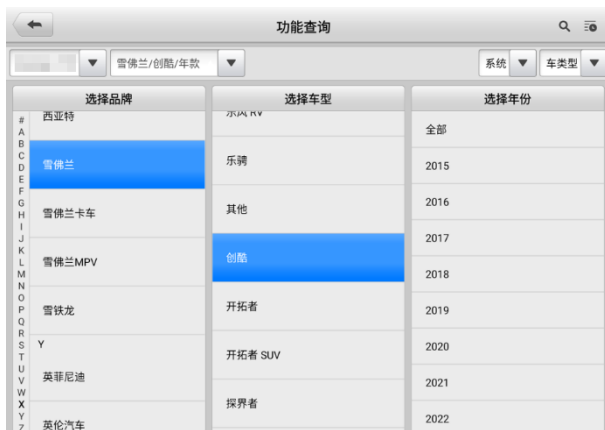 功能查询
雪佛兰/创酷/年款
系统
车类型
选择品牌
选择车型
选择年份
#
A
B
C
D
E
F
G
H
I
J
K
L
M
N
O
P
Q
R
S
T
U
V
W
X
Y
Z
西亚特
雪佛兰
雪佛兰卡车
雪佛兰MPV
雪铁龙
Y
英菲尼迪
英伦汽车
东风 RV
乐骋
其他
创酷
开拓者
开拓者 SUV
探界者
全部
2015
2016
2017
2018
2019
2020
2021
2022